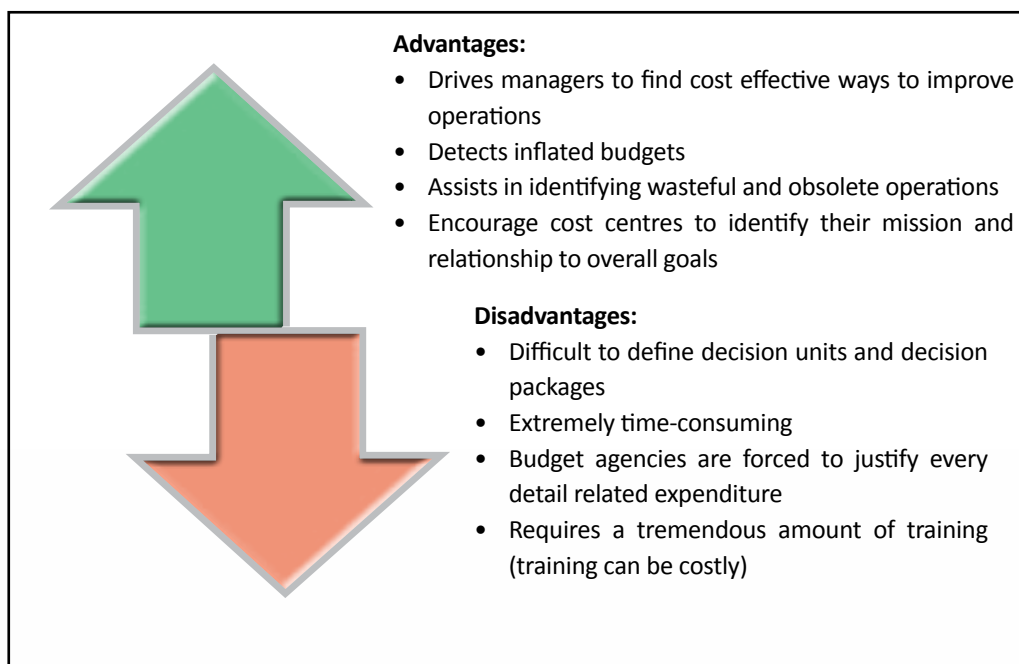 Advantages:
• Drives managers to find cost effective ways to improve
operations
• Detects inflated budgets
• Assists in identifying wasteful and obsolete operations
• Encourage cost centres to identify their mission and
relationship to overall goals
Disadvantages:
• Difficult to define decision units and decision
packages
• Extremely time-consuming
• Budget agencies are forced to justify every
detail related expenditure
• Requires a tremendous amount of training
(training can be costly)